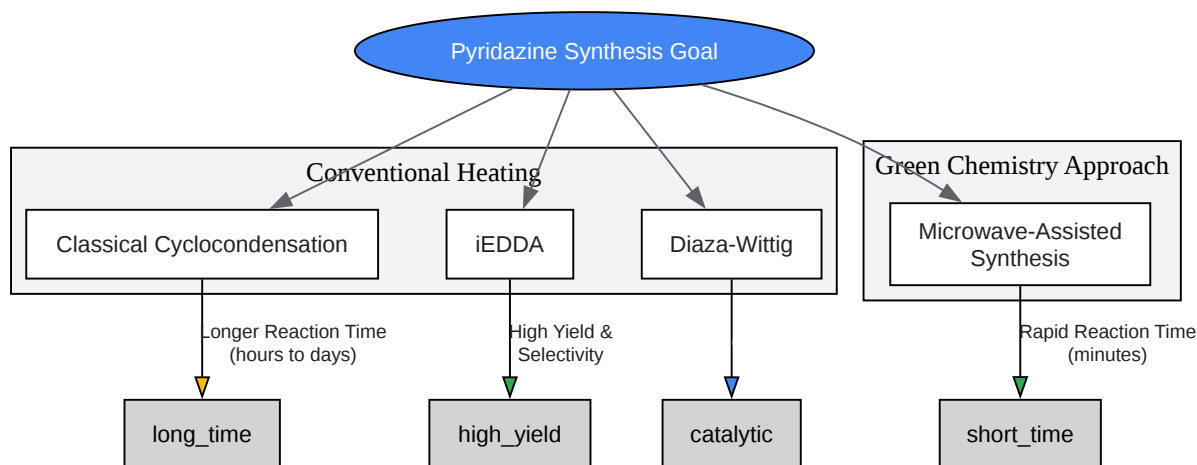 Pyridazine Synthesis Goal
Conventional Heating
Green Chemistry Approach
Classical Cyclocondensation
iEDDA
Diaza-Wittig
Microwave-Assisted
Synthesis
Longer Reaction Time
(hours to days)
High Yield &
Selectivity
Rapid Reaction Time
(minutes)
long_time
high_yield
catalytic
short_time